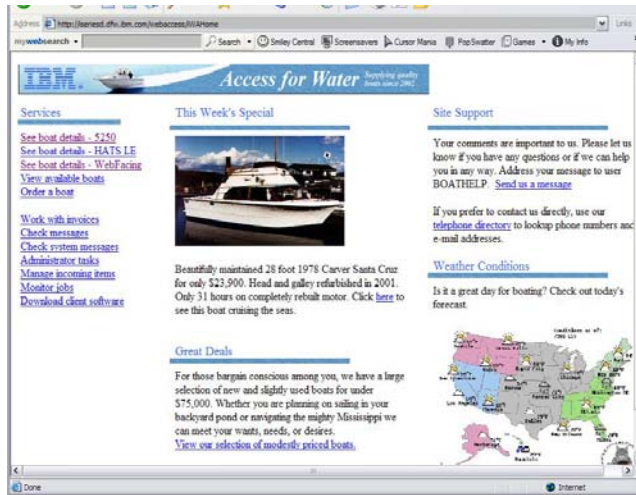 Address http://iseriesd.dfw.ibm.com/webaccess/iWAHome
Links
mywebsearch
Search
Smiley Central
Screensavers
Cursor Mania
PopSwatter
Games
My Info
IBM
Access for Water
Supplying quality
boats since 2002
Services
See boat details - 5250
See boat details - HATS LE
See boat details - WebFacing
View available boats
Order a boat
Work with invoices
Check messages
Check system messages
Administrator tasks
Manage incoming items
Monitor jobs
Download client software
This Week's Special
Beautifully maintained 28 foot 1978 Carver Santa Cruz
for only $23,900. Head and galley refurbished in 2001.
Only 31 hours on completely rebuilt motor. Click here to
see this boat cruising the seas.
Great Deals
For those bargain conscious among you, we have a large
selection of new and slightly used boats for under
$75,000. Whether you are planning on sailing in your
backyard pond or navigating the mighty Mississippi we
can meet your wants, needs, or desires.
View our selection of modestly priced boats.
Site Support
Your comments are important to us. Please let us
know if you have any questions or if we can help
you in any way. Address your message to user
BOATHELP. Send us a message
If you prefer to contact us directly, use our
telephone directory to lookup phone numbers and
e-mail addresses.
Weather Conditions
Is it a great day for boating? Check out today's
forecast.
Done
Internet